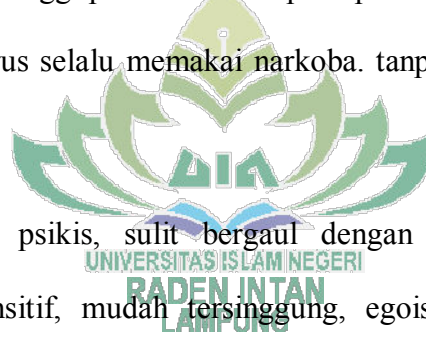 us selalu memakai narkoba. tanp
psikis, sulit bergaul dengan
UNIVERSITAS ISLAM NEGERI
nsitif, mudah tersinggung, egois
RADEN INTAN
LAMPUNG